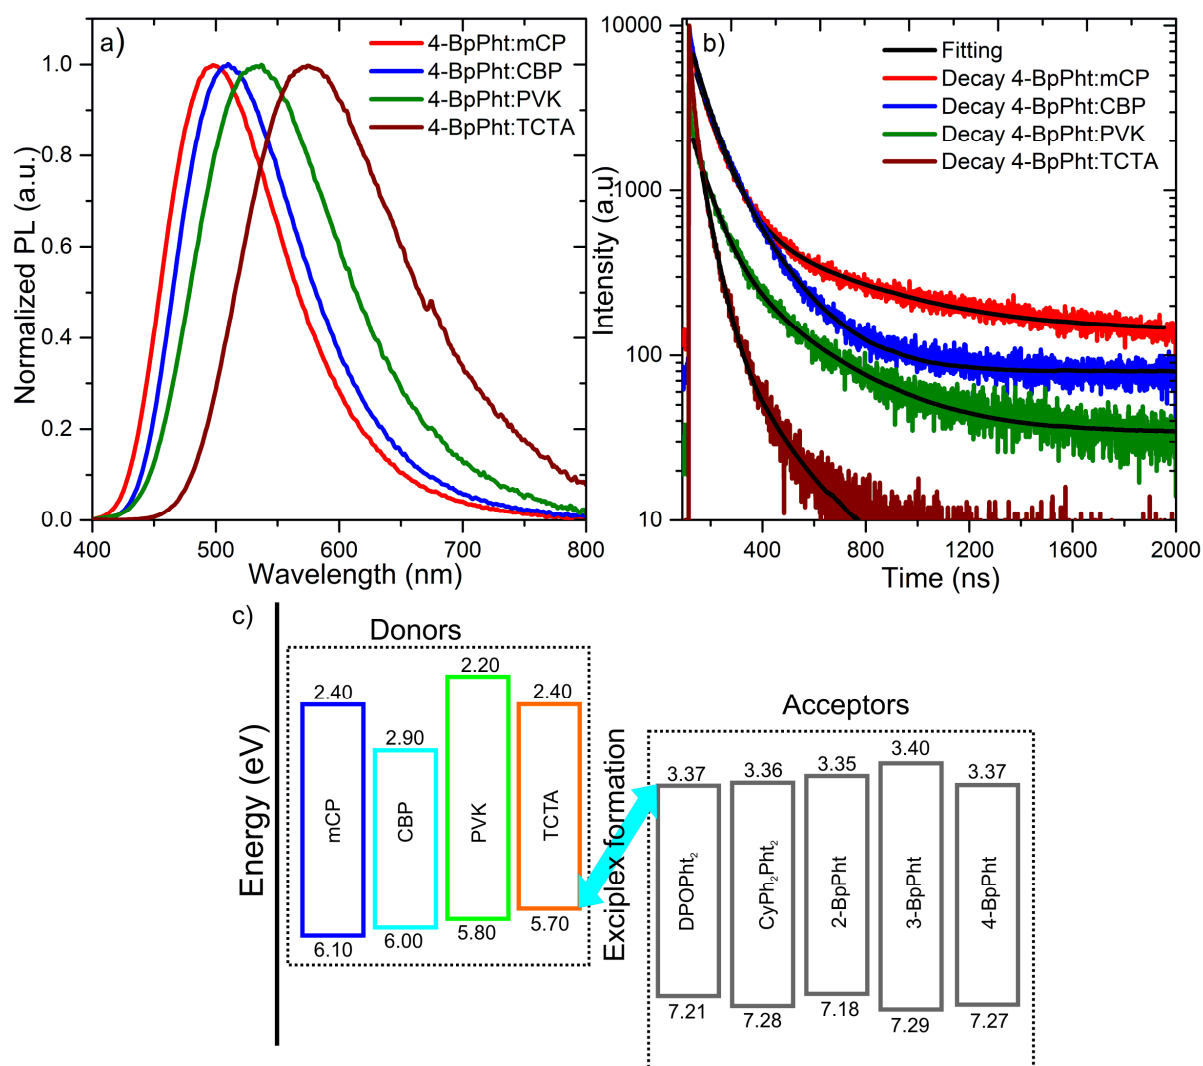 a)
4-BpPht:mCP
4-BpPht:CBP
4-BpPht:PVK
4-BpPht:TCTA
Normalized PL (a.u.)
1.0
0.8
0.6
0.4
0.2
0.0
400
500
600
700
800
Wavelength (nm)
b)
Fitting
Decay 4-BpPht:mCP
Decay 4-BpPht:CBP
Decay 4-BpPht:PVK
Decay 4-BpPht:TCTA
Intensity (a.u)
10000
1000
100
10
400
800
1200
1600
2000
Time (ns)
c)
Energy (eV)
Donors
2.40
2.90
2.20
2.40
mCP
CBP
PVK
TCTA
6.10
6.00
5.80
5.70
Exciplex formation
Acceptors
3.37
3.36
3.35
3.40
3.37
DPOPht₂
CyPh₂Pht₂
2-BpPht
3-BpPht
4-BpPht
7.21
7.28
7.18
7.29
7.27